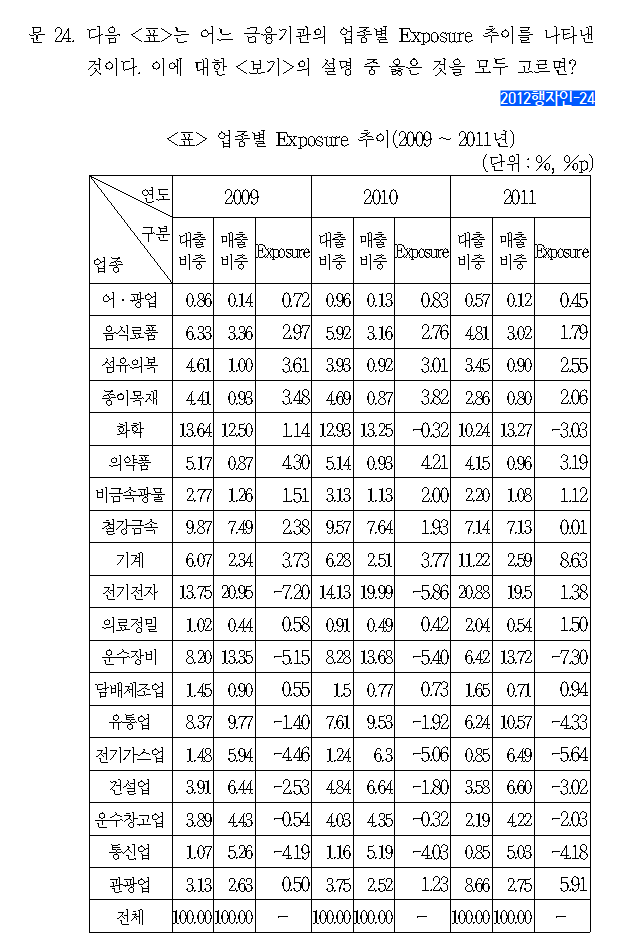 문 24. 다음 <표>는 어느 금융기관의 업종별 Exposure 추이를 나타낸
것이다. 이에 대한 <보기>의 설명 중 옳은 것을 모두 고르면?
2012행자인-24
<표> 업종별 Exposure 추이(2009 ~ 2011년)
(단위 : %, %p)
연도 2009 2010 2011
구분 대출비중 매출비중 Exposure 대출비중 매출비중 Exposure 대출비중 매출비중 Exposure
업종
어·광업 0.86 0.14 0.72 0.96 0.13 0.83 0.57 0.12 0.45
음식료품 6.33 3.36 2.97 5.92 3.16 2.76 4.81 3.02 1.79
섬유의복 4.61 1.00 3.61 3.93 0.92 3.01 3.45 0.90 2.55
종이목재 4.41 0.93 3.48 4.69 0.87 3.82 2.86 0.80 2.06
화학 13.64 12.50 1.14 12.93 13.25 -0.32 10.24 13.27 -3.03
의약품 5.17 0.87 4.30 5.14 0.93 4.21 4.15 0.96 3.19
비금속광물 2.77 1.26 1.51 3.13 1.13 2.00 2.20 1.08 1.12
철강금속 9.87 7.49 2.38 9.57 7.64 1.93 7.14 7.13 0.01
기계 6.07 2.34 3.73 6.28 2.51 3.77 11.22 2.59 8.63
전기전자 13.75 20.95 -7.20 14.13 19.99 -5.86 20.88 19.5 1.38
의료정밀 1.02 0.44 0.58 0.91 0.49 0.42 2.04 0.54 1.50
운수장비 8.20 13.35 -5.15 8.28 13.68 -5.40 6.42 13.72 -7.30
담배제조업 1.45 0.90 0.55 1.5 0.77 0.73 1.65 0.71 0.94
유통업 8.37 9.77 -1.40 7.61 9.53 -1.92 6.24 10.57 -4.33
전기가스업 1.48 5.94 -4.46 1.24 6.3 -5.06 0.85 6.49 -5.64
건설업 3.91 6.44 -2.53 4.84 6.64 -1.80 3.58 6.60 -3.02
운수창고업 3.89 4.43 -0.54 4.03 4.35 -0.32 2.19 4.22 -2.03
통신업 1.07 5.26 -4.19 1.16 5.19 -4.03 0.85 5.03 -4.18
관광업 3.13 2.63 0.50 3.75 2.52 1.23 8.66 2.75 5.91
전체 100.00 100.00 - 100.00 100.00 - 100.00 100.00 -